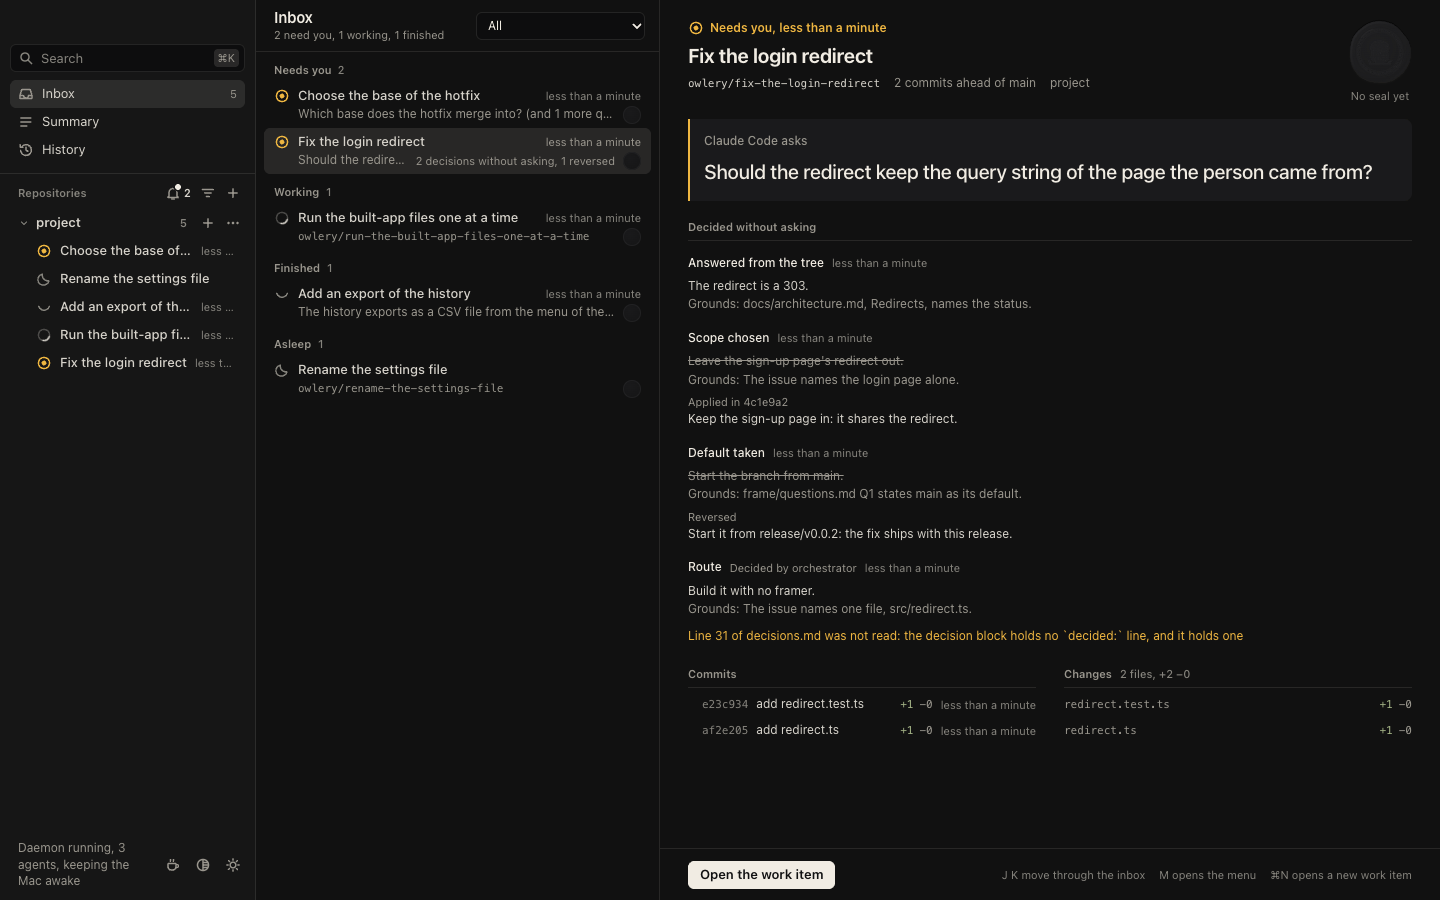 Search ⌘K
Inbox 5
Summary
History
Repositories 2
project 5
Choose the base of... less ...
Rename the settings file
Add an export of th... less ...
Run the built-app fi... less ...
Fix the login redirect less t...
Daemon running, 3
agents, keeping the
Mac awake
Inbox
2 need you, 1 working, 1 finished
All
Needs you 2
Choose the base of the hotfix less than a minute
Which base does the hotfix merge into? (and 1 more q...
Fix the login redirect less than a minute
Should the redire... 2 decisions without asking, 1 reversed
Working 1
Run the built-app files one at a time less than a minute
owlery/run-the-built-app-files-one-at-a-time
Finished 1
Add an export of the history less than a minute
The history exports as a CSV file from the menu of the...
Asleep 1
Rename the settings file
owlery/rename-the-settings-file
Needs you, less than a minute
Fix the login redirect
owlery/fix-the-login-redirect 2 commits ahead of main project
No seal yet
Claude Code asks
Should the redirect keep the query string of the page the person came from?
Decided without asking
Answered from the tree less than a minute
The redirect is a 303.
Grounds: docs/architecture.md, Redirects, names the status.
Scope chosen less than a minute
Leave the sign-up page's redirect out.
Grounds: The issue names the login page alone.
Applied in 4c1e9a2
Keep the sign-up page in: it shares the redirect.
Default taken less than a minute
Start the branch from main.
Grounds: frame/questions.md Q1 states main as its default.
Reversed
Start it from release/v0.0.2: the fix ships with this release.
Route Decided by orchestrator less than a minute
Build it with no framer.
Grounds: The issue names one file, src/redirect.ts.
Line 31 of decisions.md was not read: the decision block holds no `decided:` line, and it holds one
Commits
e23c934 add redirect.test.ts +1 −0 less than a minute
af2e205 add redirect.ts +1 −0 less than a minute
Changes 2 files, +2 −0
redirect.test.ts +1 −0
redirect.ts +1 −0
Open the work item
J K move through the inbox M opens the menu ⌘N opens a new work item